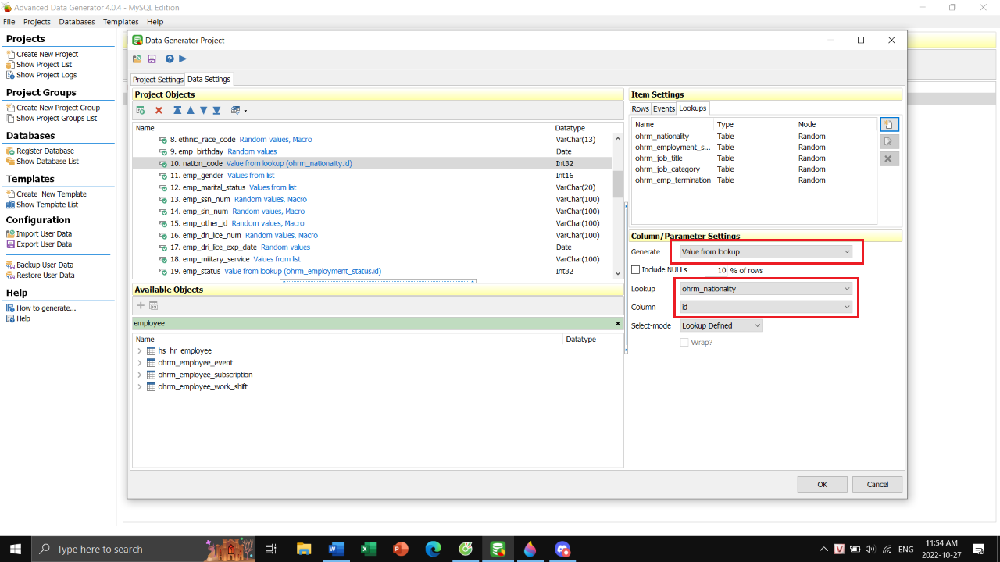 Advanced Data Generator 4.0.4 - MySQL Edition
File Projects Databases Templates Help
Projects
Create New Project
Show Project List
Show Project Logs
Project Groups
Create New Project Group
Show Project Groups List
Databases
Register Database
Show Database List
Templates
Create New Template
Show Template List
Configuration
Import User Data
Export User Data
Backup User Data
Restore User Data
Help
How to generate...
Help
Data Generator Project
Project Settings Data Settings
Project Objects
Name Datatype
8. ethnic_race_code Random values, Macro VarChar(13)
9. emp_birthday Random values Date
10. nation_code Value from lookup (ohrm_nationality.id) Int32
11. emp_gender Values from list Int16
12. emp_marital_status Values from list VarChar(20)
13. emp_ssn_num Random values, Macro VarChar(100)
14. emp_sin_num Random values, Macro VarChar(100)
15. emp_other_id Random values, Macro VarChar(100)
16. emp_dri_lice_num Random values, Macro VarChar(100)
17. emp_dri_lice_exp_date Random values Date
18. emp_military_service Values from list VarChar(100)
19. emp_status Value from lookup (ohrm_employment_status.id) Int32
Available Objects
employee
Name Datatype
hs_hr_employee
ohrm_employee_event
ohrm_employee_subscription
ohrm_employee_work_shift
Item Settings
Rows Events Lookups
Name Type Mode
ohrm_nationality Table Random
ohrm_employment_s... Table Random
ohrm_job_title Table Random
ohrm_job_category Table Random
ohrm_emp_termination Table Random
Column/Parameter Settings
Generate Value from lookup
Include NULLs 10 % of rows
Lookup ohrm_nationality
Column id
Select-mode Lookup Defined
Wrap?
OK Cancel
Type here to search
ENG
11:54 AM
2022-10-27